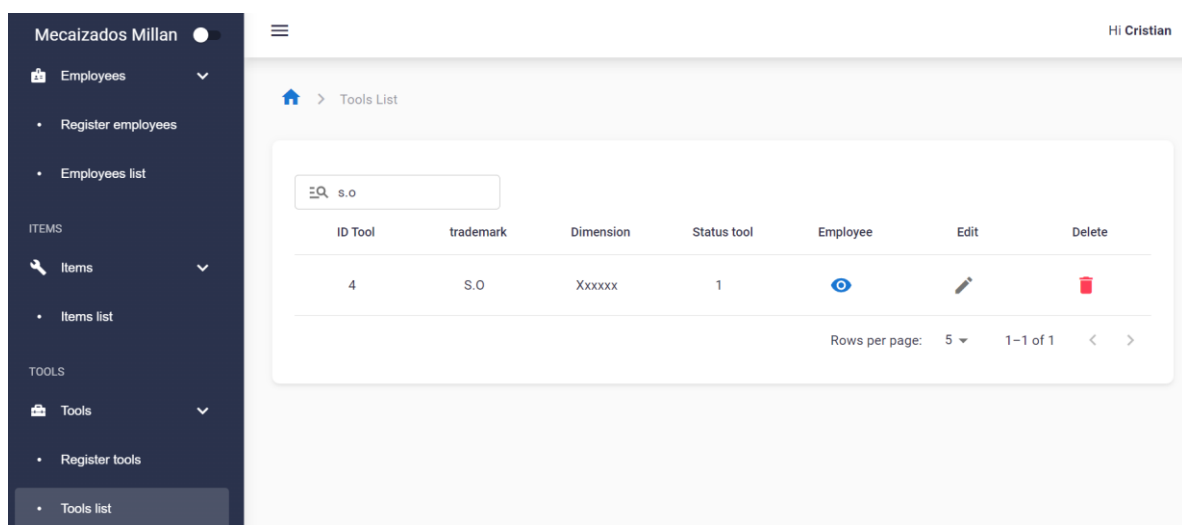 Mecaizados Millan
Employees
Register employees
Employees list
ITEMS
Items
Items list
TOOLS
Tools
Register tools
Tools list
Hi Cristian
Tools List
s.o
ID Tool trademark Dimension Status tool Employee Edit Delete
4 S.O Xxxxxx 1
Rows per page: 5 1–1 of 1